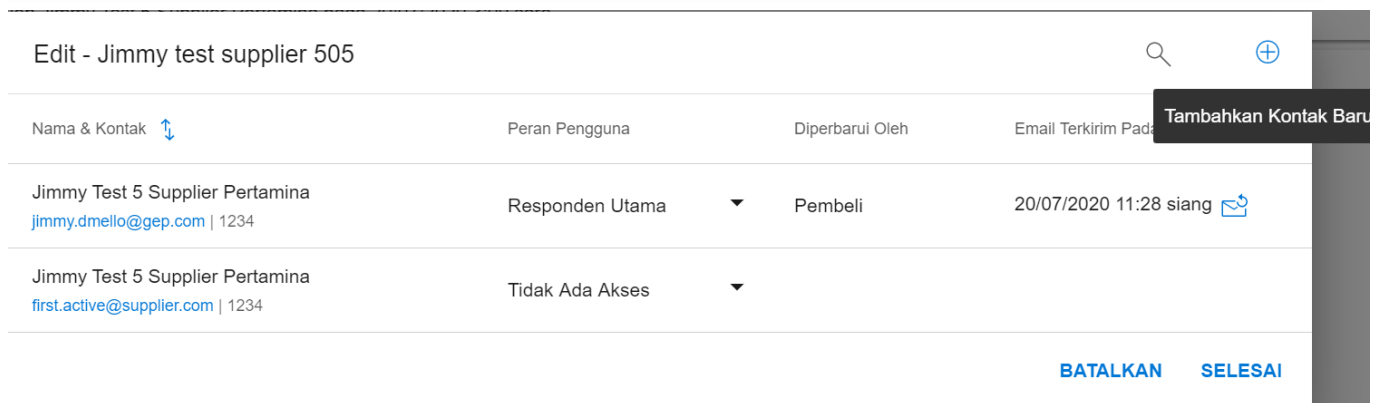 Edit - Jimmy test supplier 505
Tambahkan Kontak Baru
Nama & Kontak Peran Pengguna Diperbarui Oleh Email Terkirim Pada
Jimmy Test 5 Supplier Pertamina
jimmy.dmello@gep.com | 1234
Responden Utama Pembeli 20/07/2020 11:28 siang
Jimmy Test 5 Supplier Pertamina
first.active@supplier.com | 1234
Tidak Ada Akses
BATALKAN SELESAI